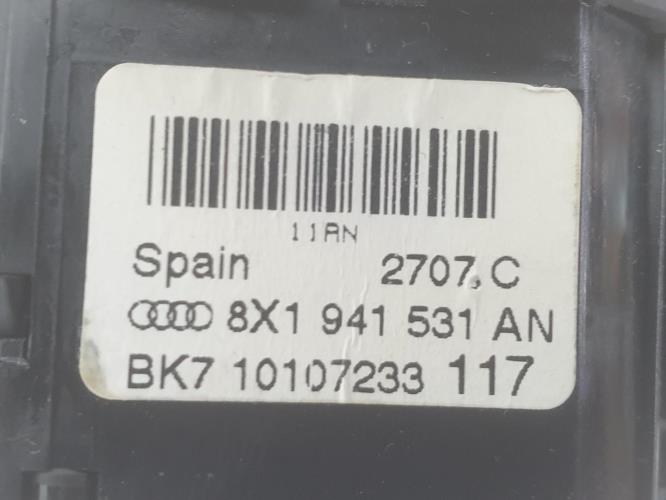 11AN
Spain 2707.C
8X1 941 531 AN
BK7 10107233 117